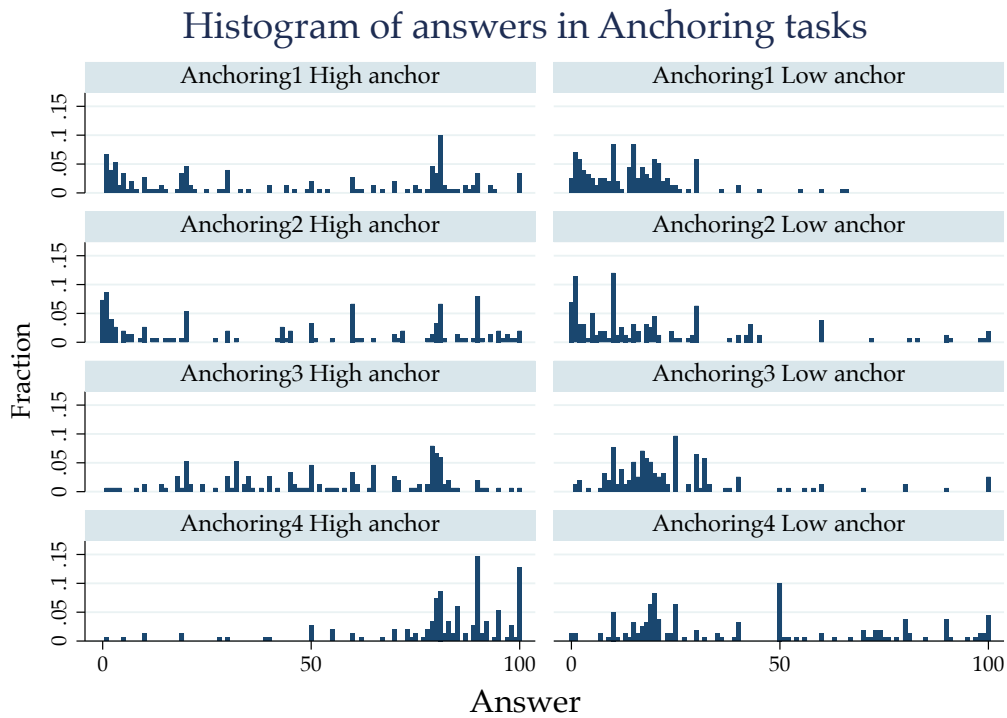 Histogram of answers in Anchoring tasks
Anchoring1 High anchor
Anchoring1 Low anchor
0 .05 .1 .15
Anchoring2 High anchor
Anchoring2 Low anchor
0 .05 .1 .15
Anchoring3 High anchor
Anchoring3 Low anchor
0 .05 .1 .15
Anchoring4 High anchor
Anchoring4 Low anchor
0 .05 .1 .15
Fraction
0 50 100
0 50 100
Answer